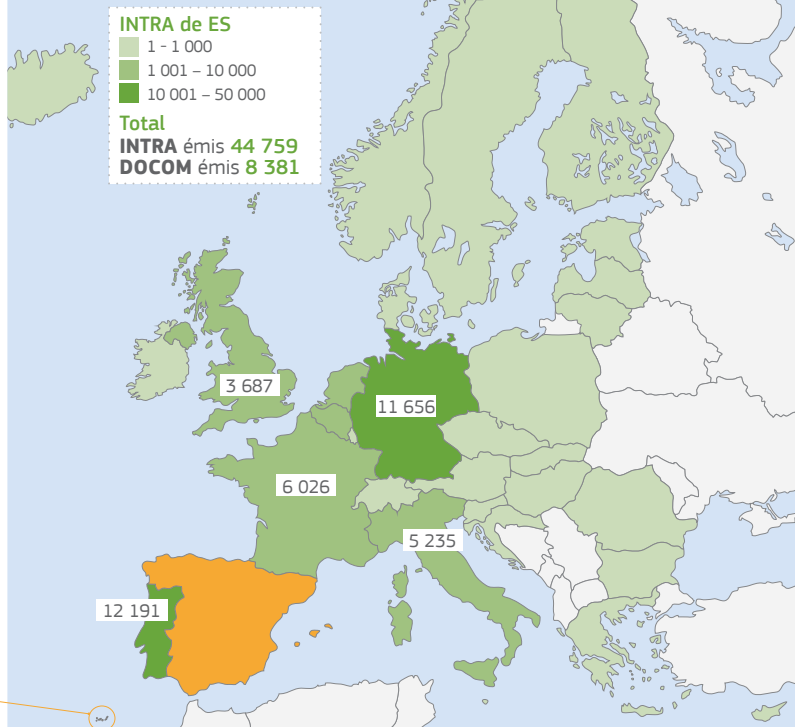 INTRA de ES
1 - 1 000
1 001 – 10 000
10 001 – 50 000
Total
INTRA émis 44 759
DOCOM émis 8 381
3 687
11 656
6 026
5 235
12 191